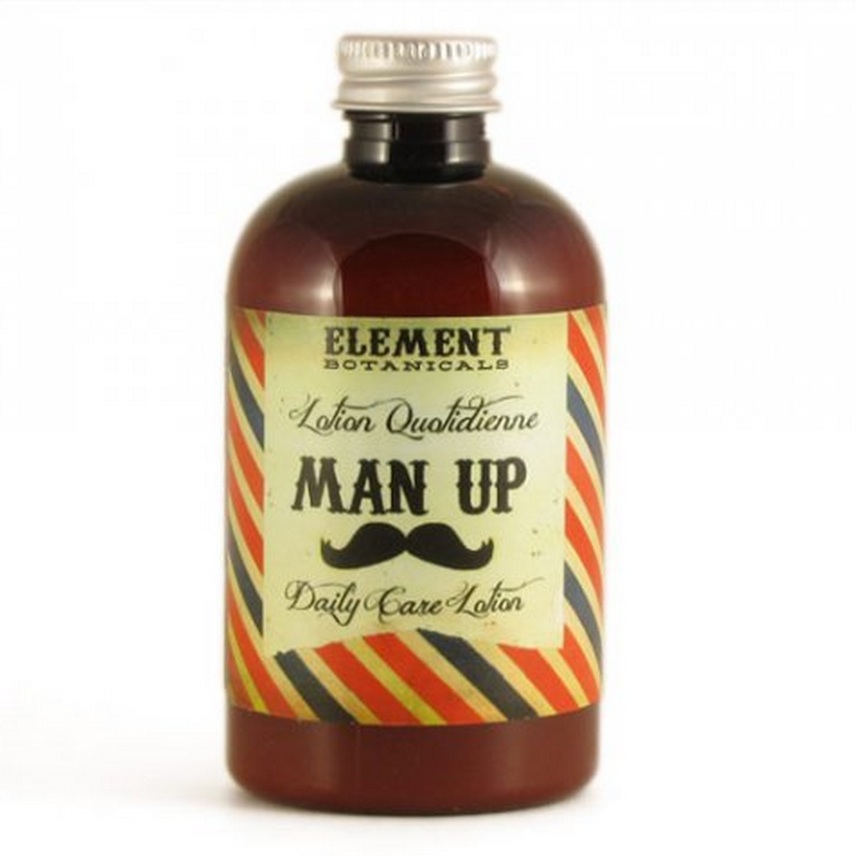 ELEMENT
BOTANICALS
Lotion Quotidienne
MAN UP
Daily Care Lotion